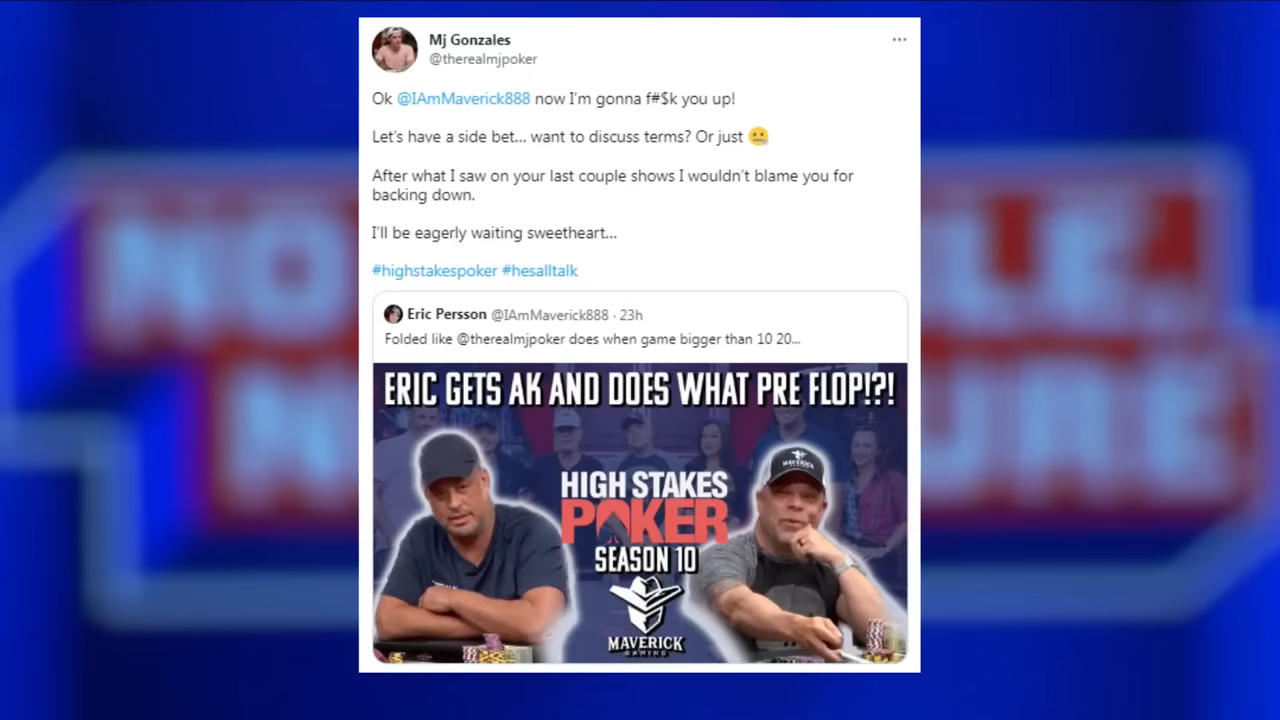 Mj Gonzales
@therealmjpoker
Ok @IAmMaverick888 now I'm gonna f#$k you up!
Let's have a side bet... want to discuss terms? Or just 🤐
After what I saw on your last couple shows I wouldn't blame you for
backing down.
I'll be eagerly waiting sweetheart...
#highstakespoker #hesalltalk
Eric Persson @IAmMaverick888 · 23h
Folded like @therealmjpoker does when game bigger than 10 20...
ERIC GETS AK AND DOES WHAT PRE FLOP!?!
MAVERICK
HIGH STAKES
POKER
SEASON 10
MAVERICK
GAMING